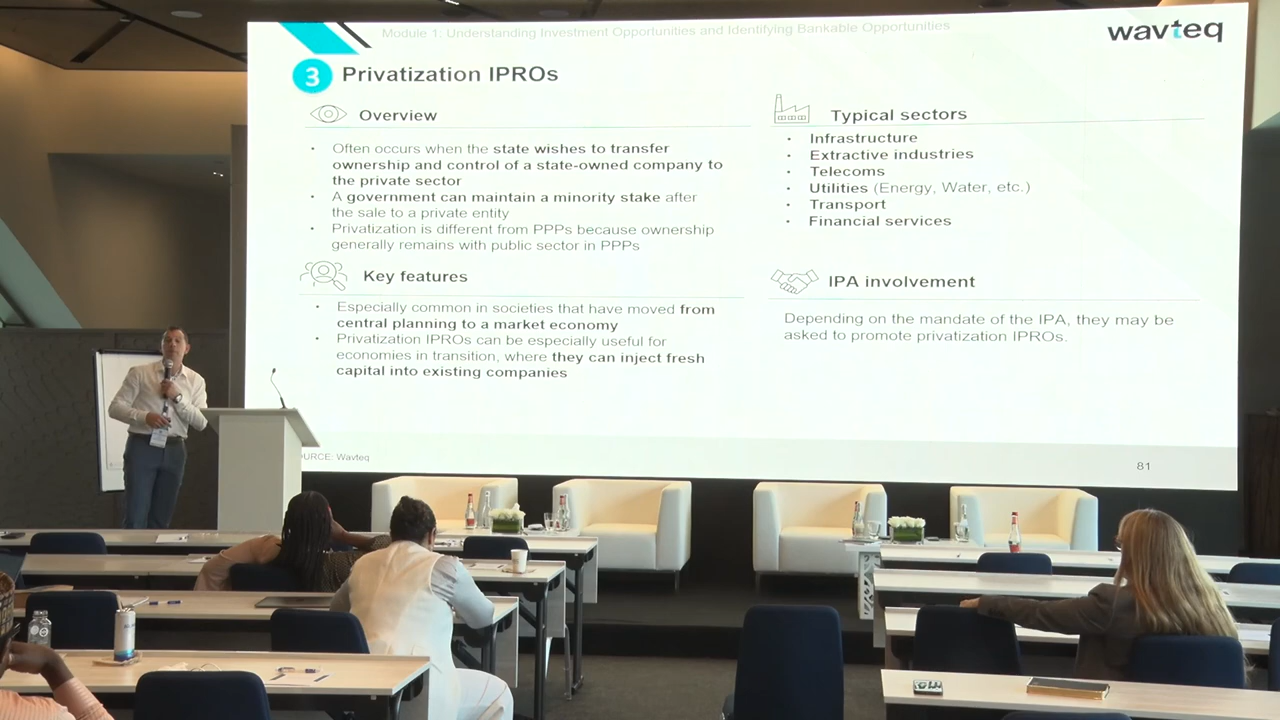 Module 1: Understanding Investment Opportunities and Identifying Bankable Opportunities
wavteq
3
Privatization IPROs
Overview
• Often occurs when the state wishes to transfer
ownership and control of a state-owned company to
the private sector
• A government can maintain a minority stake after
the sale to a private entity
• Privatization is different from PPPs because ownership
generally remains with public sector in PPPs
Key features
• Especially common in societies that have moved from
central planning to a market economy
• Privatization IPROs can be especially useful for
economies in transition, where they can inject fresh
capital into existing companies
Typical sectors
• Infrastructure
• Extractive industries
• Telecoms
• Utilities (Energy, Water, etc.)
• Transport
• Financial services
IPA involvement
Depending on the mandate of the IPA, they may be
asked to promote privatization IPROs.
URCE: Wavteq
81